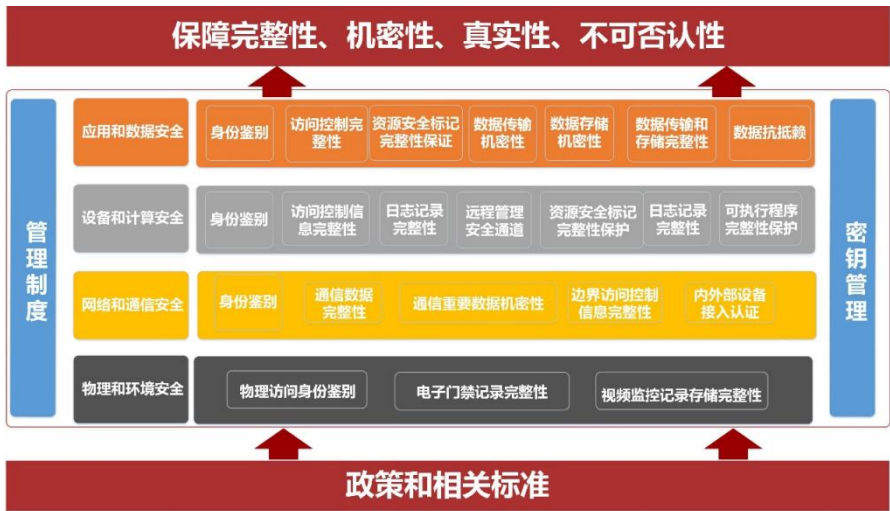 保障完整性、机密性、真实性、不可否认性
管理制度
密钥管理
应用和数据安全
身份鉴别
访问控制完
整性
资源安全标记
完整性保证
数据传输
机密性
数据存储
机密性
数据传输和
存储完整性
数据抗抵赖
设备和计算安全
身份鉴别
访问控制信
息完整性
日志记录
完整性
远程管理
安全通道
资源安全标记
完整性保护
日志记录
完整性
可执行程序
完整性保护
网络和通信安全
身份鉴别
通信数据
完整性
通信重要数据机密性
边界访问控制
信息完整性
内外部设备
接入认证
物理和环境安全
物理访问身份鉴别
电子门禁记录完整性
视频监控记录存储完整性
政策和相关标准